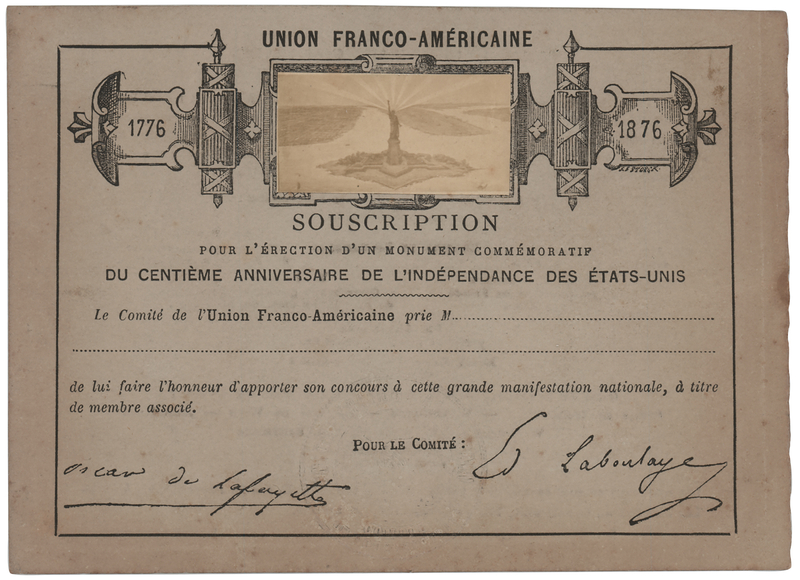 UNION FRANCO-AMÉRICAINE
1776
1876
SOUSCRIPTION
POUR L'ÉRECTION D'UN MONUMENT COMMÉMORATIF
DU CENTIÈME ANNIVERSAIRE DE L'INDÉPENDANCE DES ÉTATS-UNIS
Le Comité de l'Union Franco-Américaine prie M
de lui faire l'honneur d'apporter son concours à cette grande manifestation nationale, à titre
de membre associé.
POUR LE COMITÉ :
Oscar de Lafayette
Ed Laboulaye